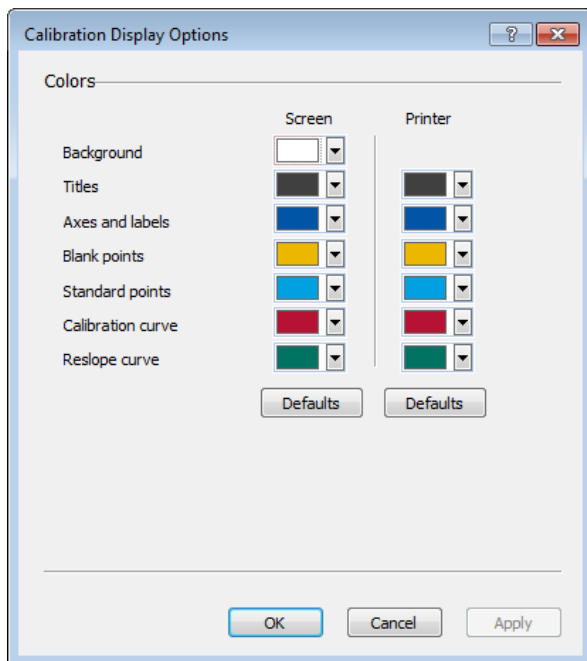 Calibration Display Options
Colors
Screen Printer
Background
Titles
Axes and labels
Blank points
Standard points
Calibration curve
Reslope curve
Defaults Defaults
OK Cancel Apply